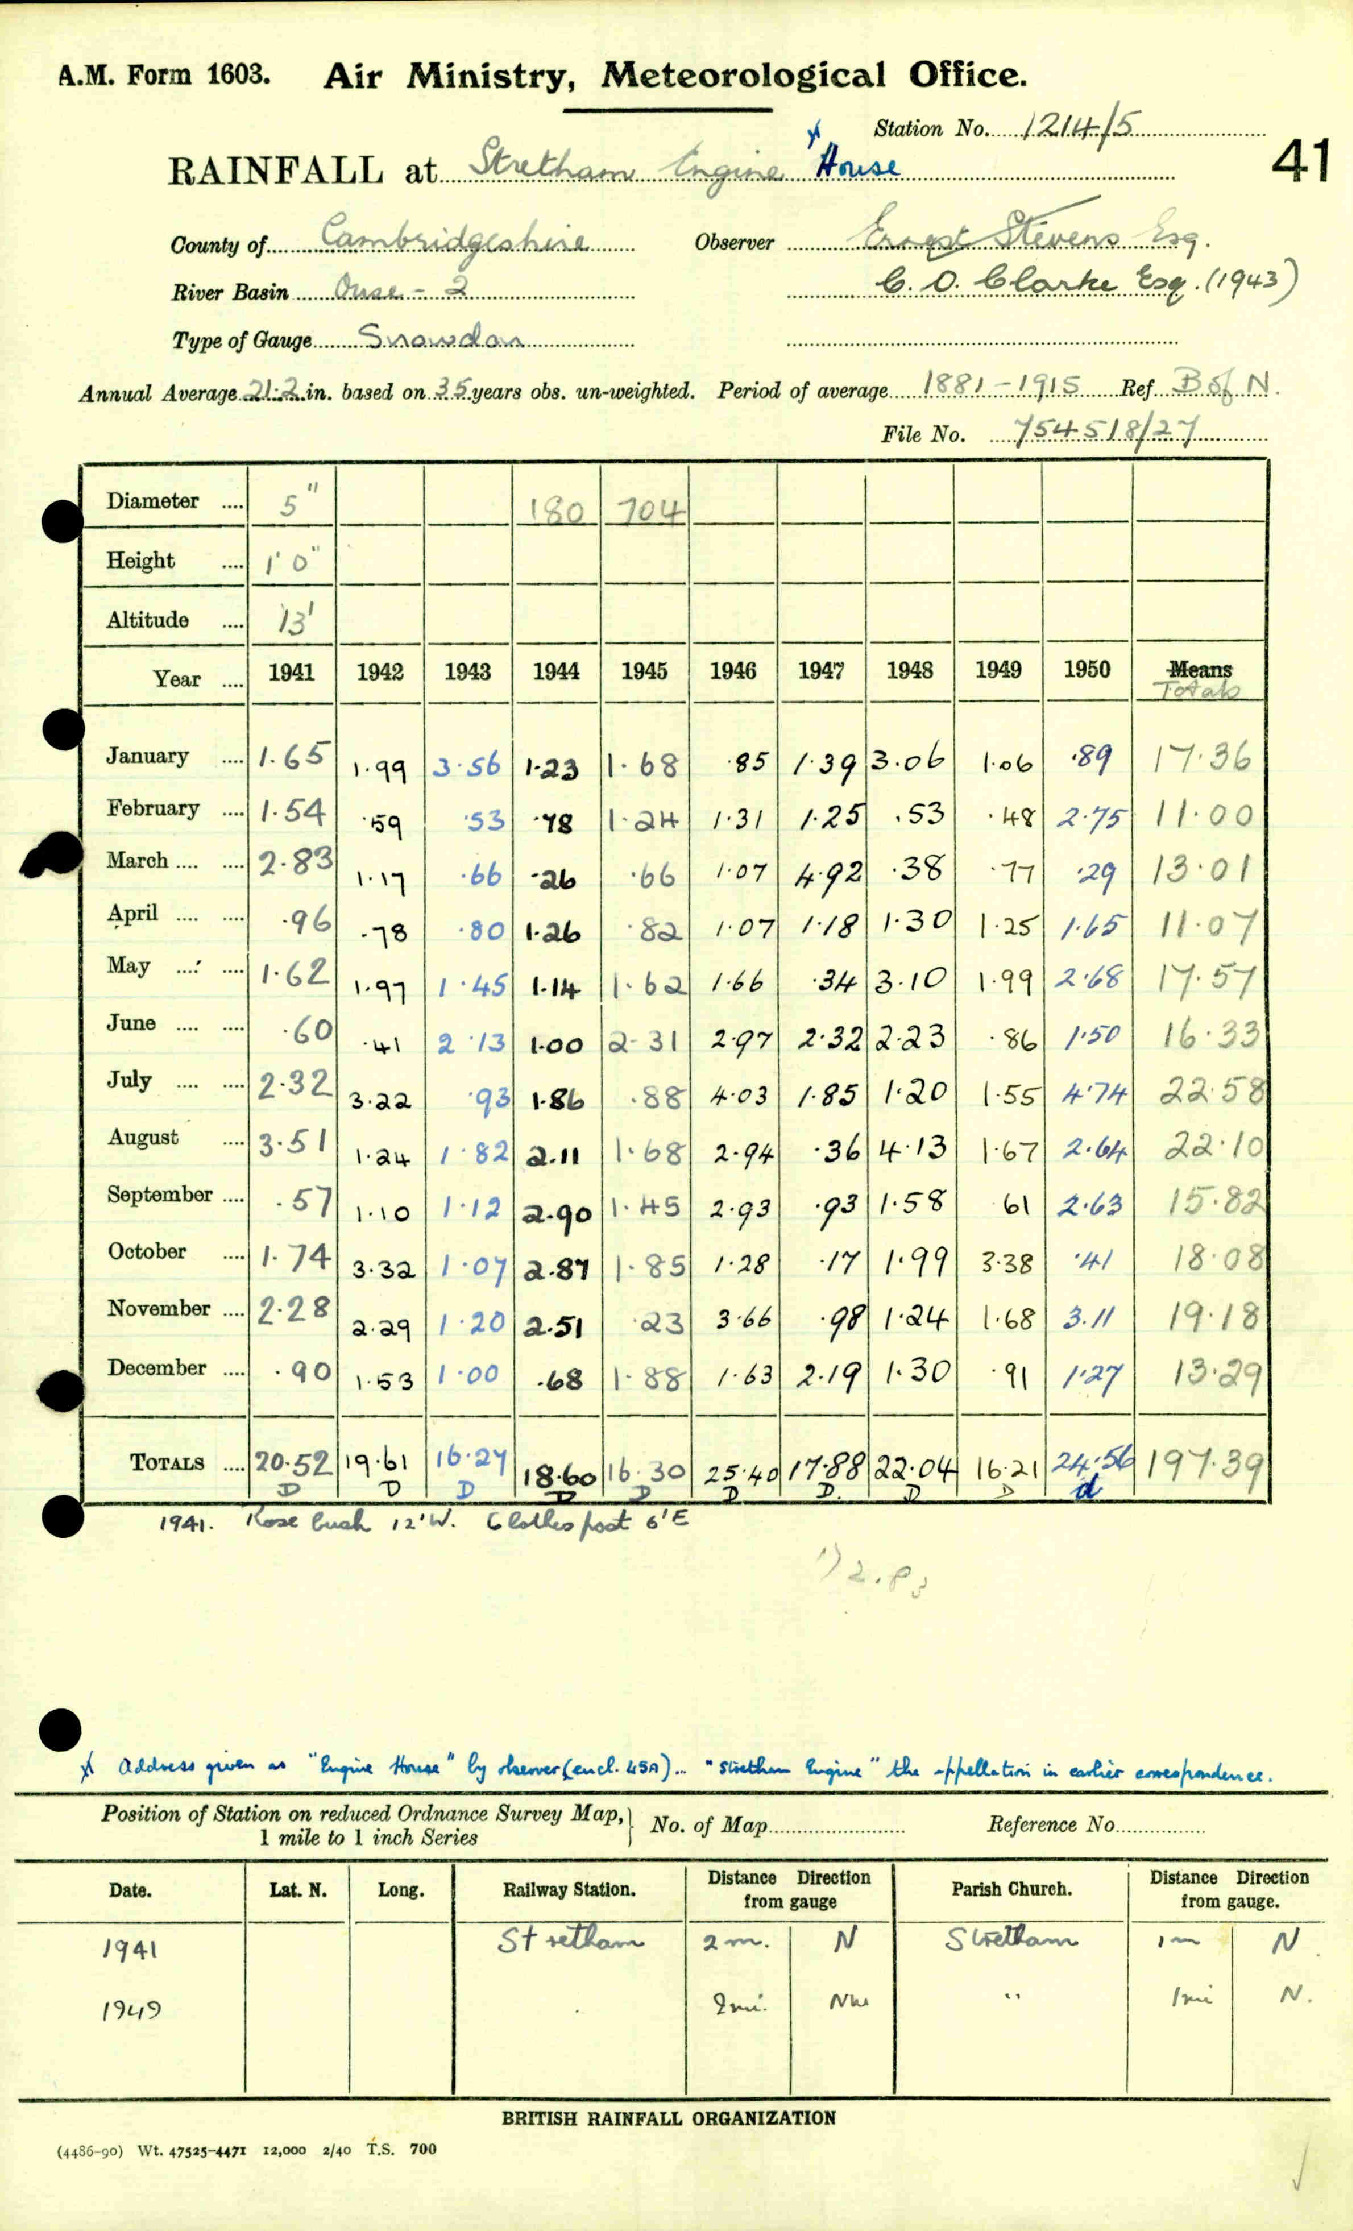 A.M. Form 1603. Air Ministry, Meteorological Office.
Station No. 1214/5
41
RAINFALL at Stretham Engine x House
County of Cambridgeshire Observer Ernest Stevens Esq.
River Basin Ouse - 2 C. O. Clarke Esq. (1943)
Type of Gauge Snowdon
Annual Average 21.2 in. based on 35 years obs. un-weighted. Period of average 1881-1915 Ref. B of N.
File No. 754518/27
Diameter .... 5" 180 704
Height .... 1' 0"
Altitude .... 13'
Year .... 1941 1942 1943 1944 1945 1946 1947 1948 1949 1950 Means
Totals
January .... 1.65 1.99 3.56 1.23 1.68 .85 1.39 3.06 1.06 .89 17.36
February .... 1.54 .59 .53 .78 1.24 1.31 1.25 .53 .48 2.75 11.00
March .... .... 2.83 1.17 .66 .26 .66 1.07 4.92 .38 .77 .29 13.01
April .... .... .96 .78 .80 1.26 .82 1.07 1.18 1.30 1.25 1.65 11.07
May .... .... 1.62 1.97 1.45 1.14 1.62 1.66 .34 3.10 1.99 2.68 17.57
June .... .... .60 .41 2.13 1.00 2.31 2.97 2.32 2.23 .86 1.50 16.33
July .... .... 2.32 3.22 .93 1.86 .88 4.03 1.85 1.20 1.55 4.74 22.58
August .... 3.51 1.24 1.82 2.11 1.68 2.94 .36 4.13 1.67 2.64 22.10
September .... .57 1.10 1.12 2.90 1.45 2.93 .93 1.58 61 2.63 15.82
October .... 1.74 3.32 1.07 2.87 1.85 1.28 .17 1.99 3.38 .41 18.08
November .... 2.28 2.29 1.20 2.51 .23 3.66 .98 1.24 1.68 3.11 19.18
December .... .90 1.53 1.00 .68 1.88 1.63 2.19 1.30 .91 1.27 13.29
TOTALS .... 20.52 19.61 16.27 18.60 16.30 25.40 17.88 22.04 16.21 24.56 197.39
D D D D D D D. D D d
1941. Rose bush 12'W. Clothes post 6'E
1) 2.83
x Address given as "Engine House" by observer (encl. 45A).. "Stretham Engine" the appellation in earlier correspondence.
Position of Station on reduced Ordnance Survey Map, 1 mile to 1 inch Series } No. of Map Reference No.
Date. Lat. N. Long. Railway Station. Distance Direction from gauge Parish Church. Distance Direction from gauge.
1941 Stretham 2 m. N Stretham 1 m N
1949 2mi. NW " 1mi N.
BRITISH RAINFALL ORGANIZATION
(4486-90) Wt. 47525-4471 12,000 2/40 T.S. 700